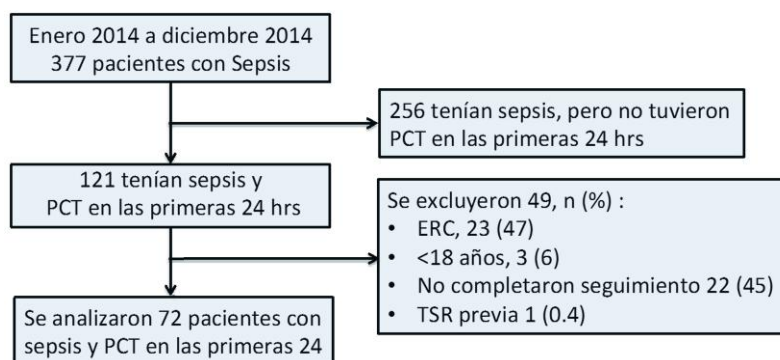 Enero 2014 a diciembre 2014
377 pacientes con Sepsis
256 tenían sepsis, pero no tuvieron
PCT en las primeras 24 hrs
121 tenían sepsis y
PCT en las primeras 24 hrs
Se excluyeron 49, n (%) :
• ERC, 23 (47)
• <18 años, 3 (6)
• No completaron seguimiento 22 (45)
• TSR previa 1 (0.4)
Se analizaron 72 pacientes con
sepsis y PCT en las primeras 24